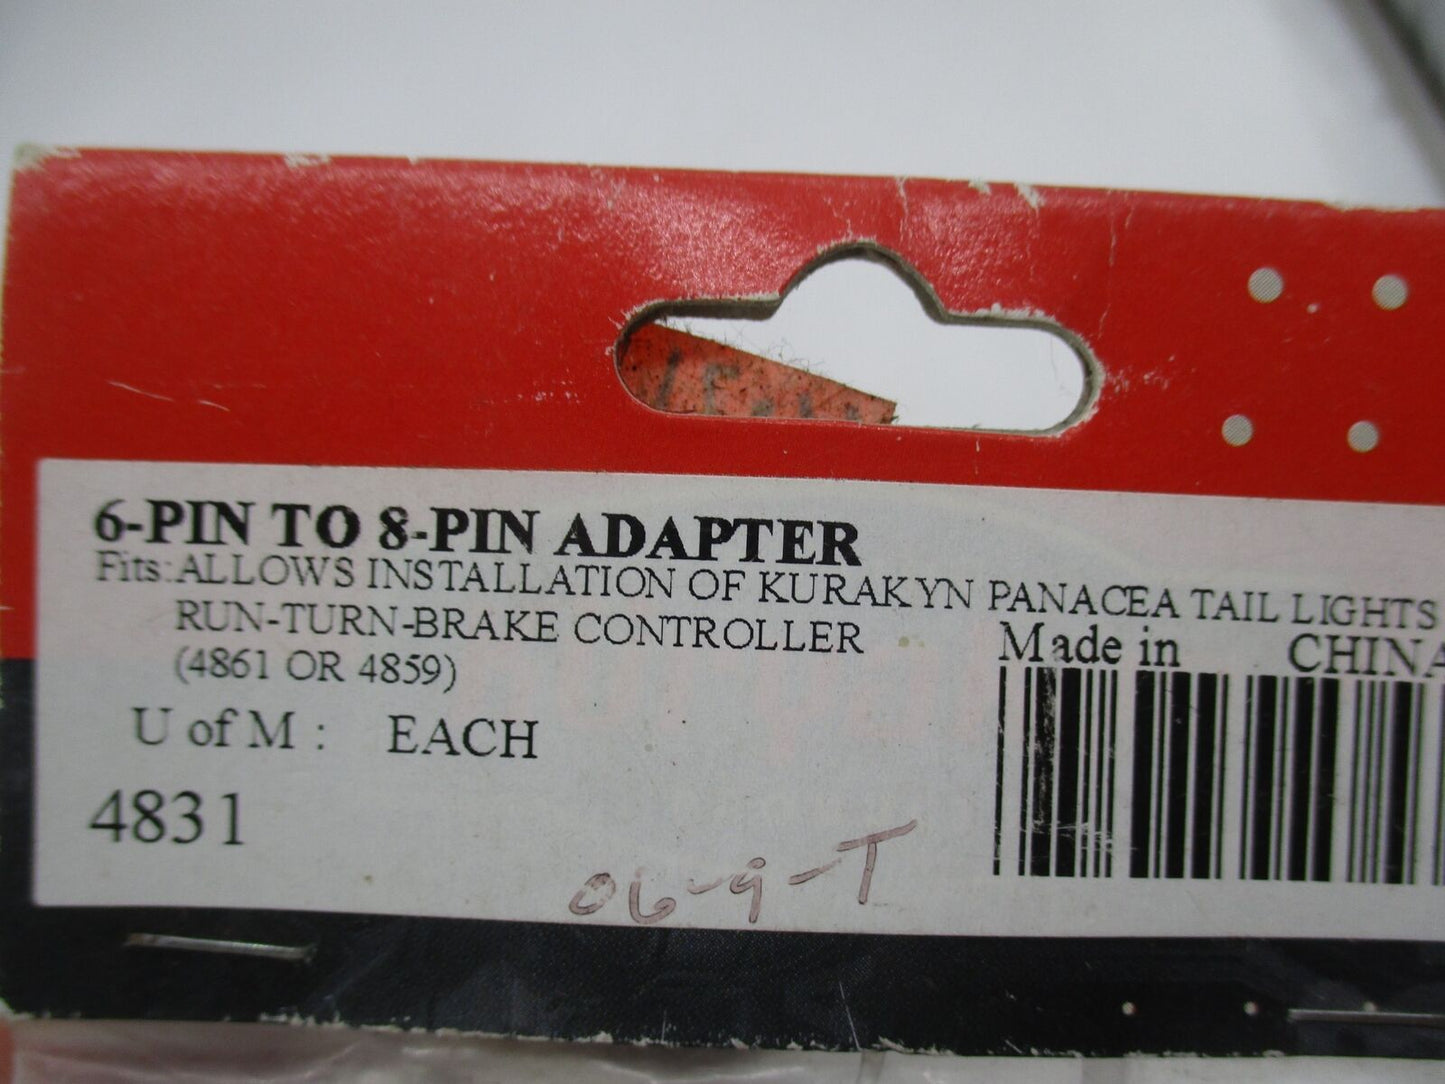 6-PIN TO 8-PIN ADAPTER
Fits:ALLOWS INSTALLATION OF KURAKYN PANACEA TAIL LIGHTS
RUN-TURN-BRAKE CONTROLLER
(4861 OR 4859)
Made in CHINA
U of M : EACH
4831
06-9-T